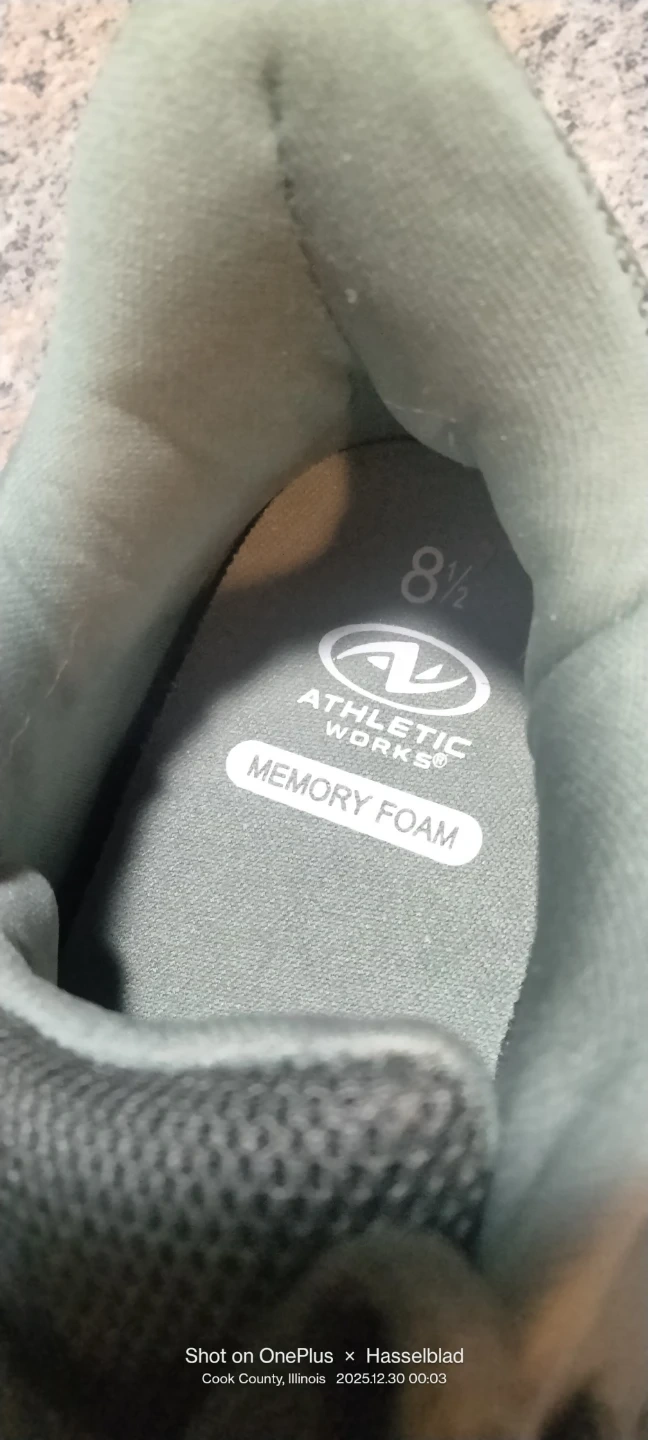 8½
ATHLETIC
WORKS®
MEMORY FOAM
Shot on OnePlus × Hasselblad
Cook County, Illinois 2025.12.30 00:03